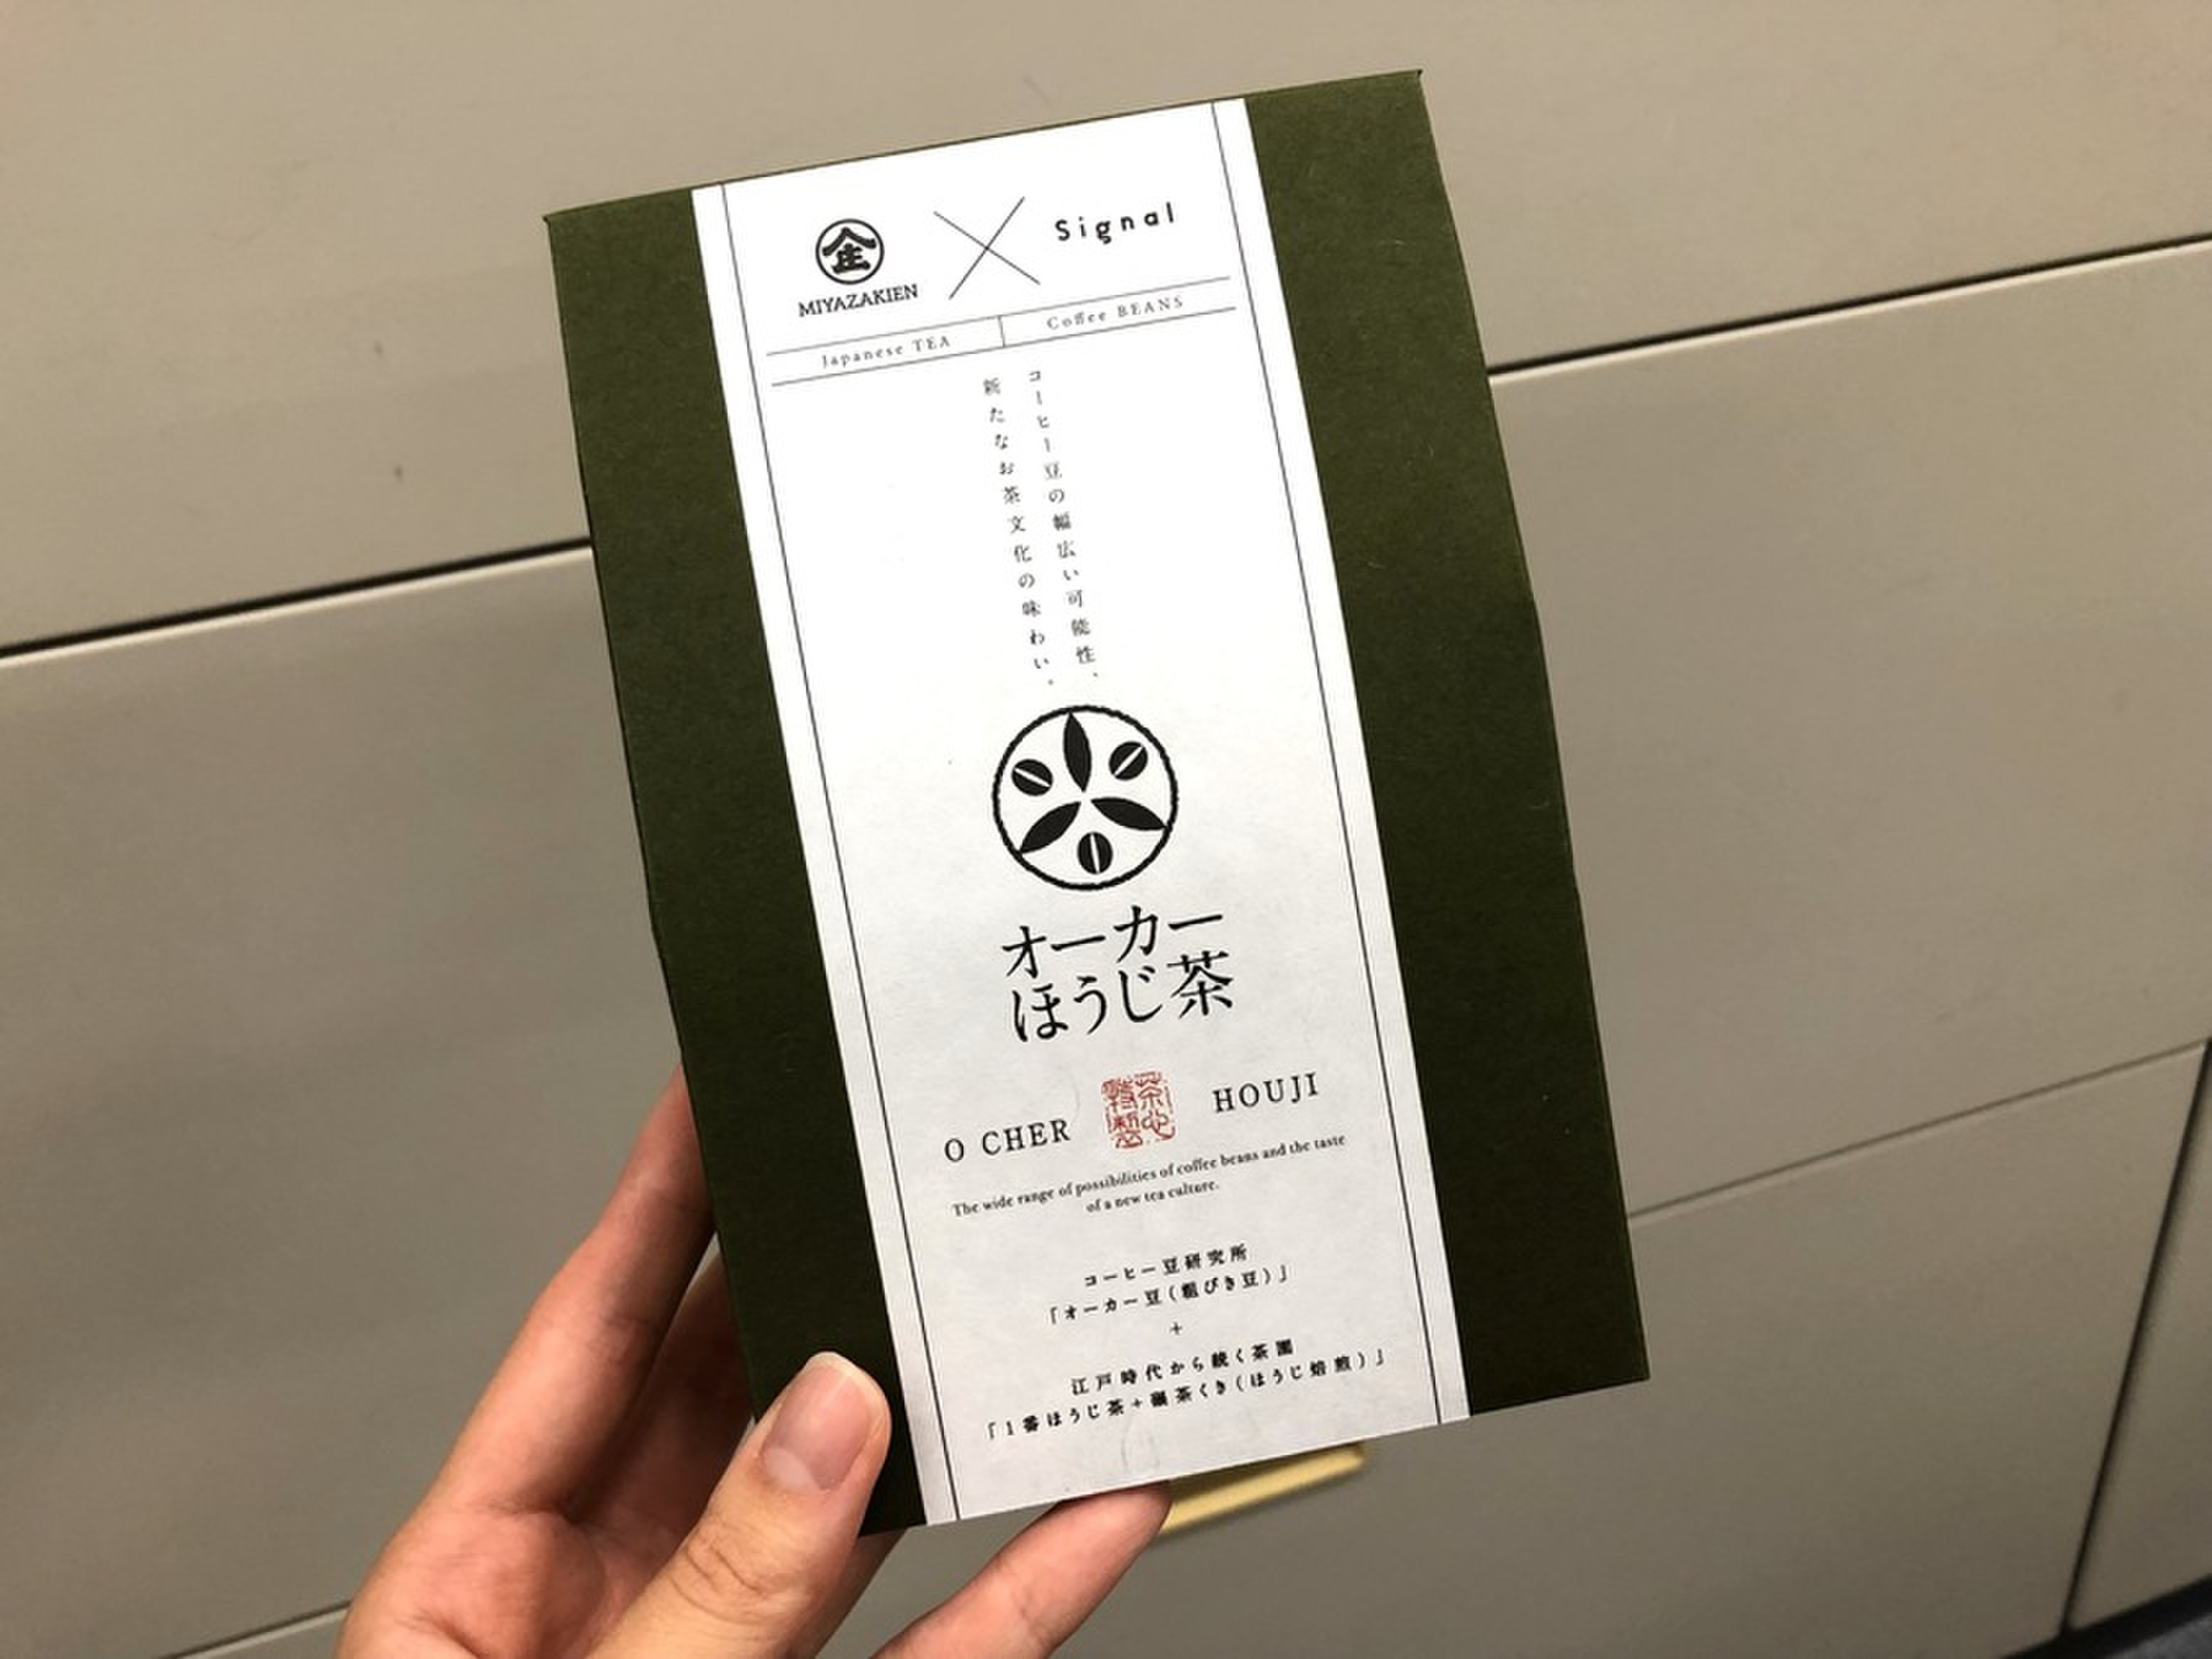 MIYAZAKIEN
Signal
Japanese TEA
Coffee BEANS
コーヒー豆の幅広い可能性、
新たなお茶文化の味わい。
オーカー
ほうじ茶
O CHER
HOUJI
The wide range of possibilities of coffee beans and the taste
of a new tea culture.
コーヒー豆研究所
「オーカー豆(粗びき豆)」
+
江戸時代から続く茶園
「1番ほうじ茶+碾茶くき(ほうじ焙煎)」